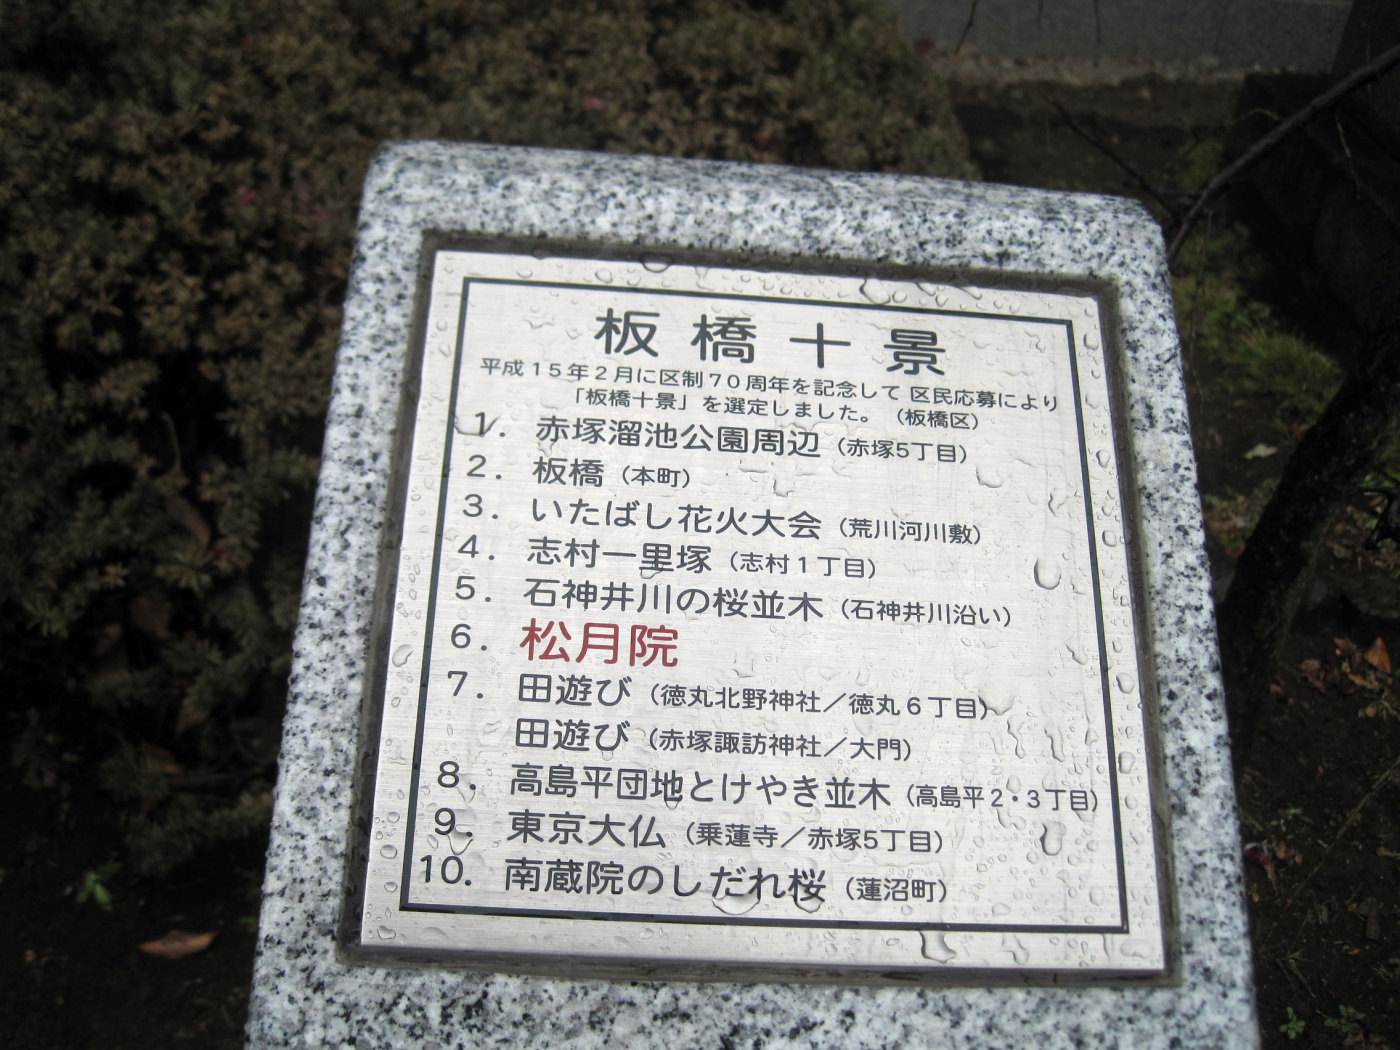 板橋十景
平成15年2月に区制70周年を記念して 区民応募により
「板橋十景」を選定しました。（板橋区）
1. 赤塚溜池公園周辺（赤塚5丁目）
2. 板橋（本町）
3. いたばし花火大会（荒川河川敷）
4. 志村一里塚（志村1丁目）
5. 石神井川の桜並木（石神井川沿い）
6. 松月院
7. 田遊び（徳丸北野神社／徳丸6丁目）
田遊び（赤塚諏訪神社／大門）
8. 高島平団地とけやき並木（高島平2・3丁目）
9. 東京大仏（乗蓮寺／赤塚5丁目）
10. 南蔵院のしだれ桜（蓮沼町）